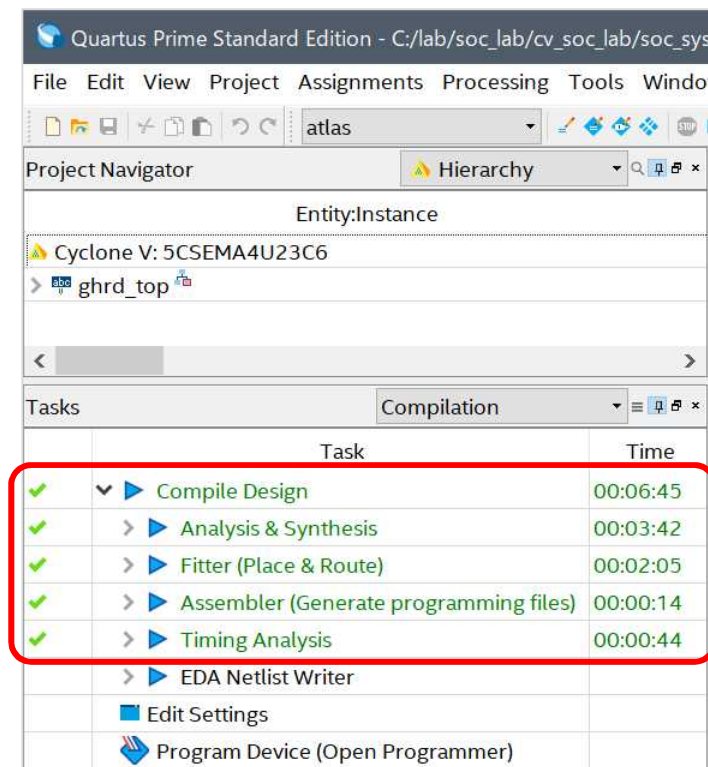 Quartus Prime Standard Edition - C:/lab/soc_lab/cv_soc_lab/soc_sys
File Edit View Project Assignments Processing Tools Windo
atlas
STOP
Project Navigator Hierarchy
Entity:Instance
Cyclone V: 5CSEMA4U23C6
abc ghrd_top
Tasks Compilation
Task Time
Compile Design 00:06:45
Analysis & Synthesis 00:03:42
Fitter (Place & Route) 00:02:05
Assembler (Generate programming files) 00:00:14
Timing Analysis 00:00:44
EDA Netlist Writer
Edit Settings
Program Device (Open Programmer)